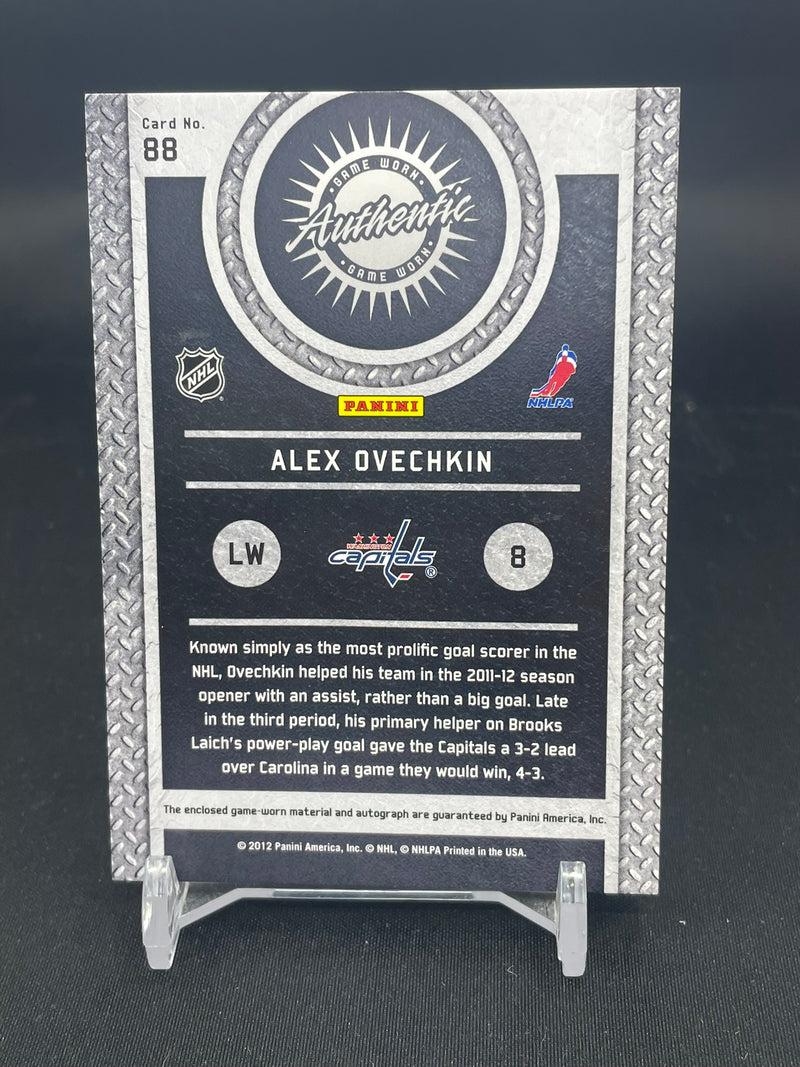 Card No.
88
GAME WORN
Authentic
GAME WORN
NHL
NHLPA
PANINI
ALEX OVECHKIN
LW
WASHINGTON
capitals
8
Known simply as the most prolific goal scorer in the
NHL, Ovechkin helped his team in the 2011-12 season
opener with an assist, rather than a big goal. Late
in the third period, his primary helper on Brooks
Laich's power-play goal gave the Capitals a 3-2 lead
over Carolina in a game they would win, 4-3.
The enclosed game-worn material and autograph are guaranteed by Panini America, Inc.
© 2012 Panini America, Inc. © NHL, © NHLPA Printed in the USA.